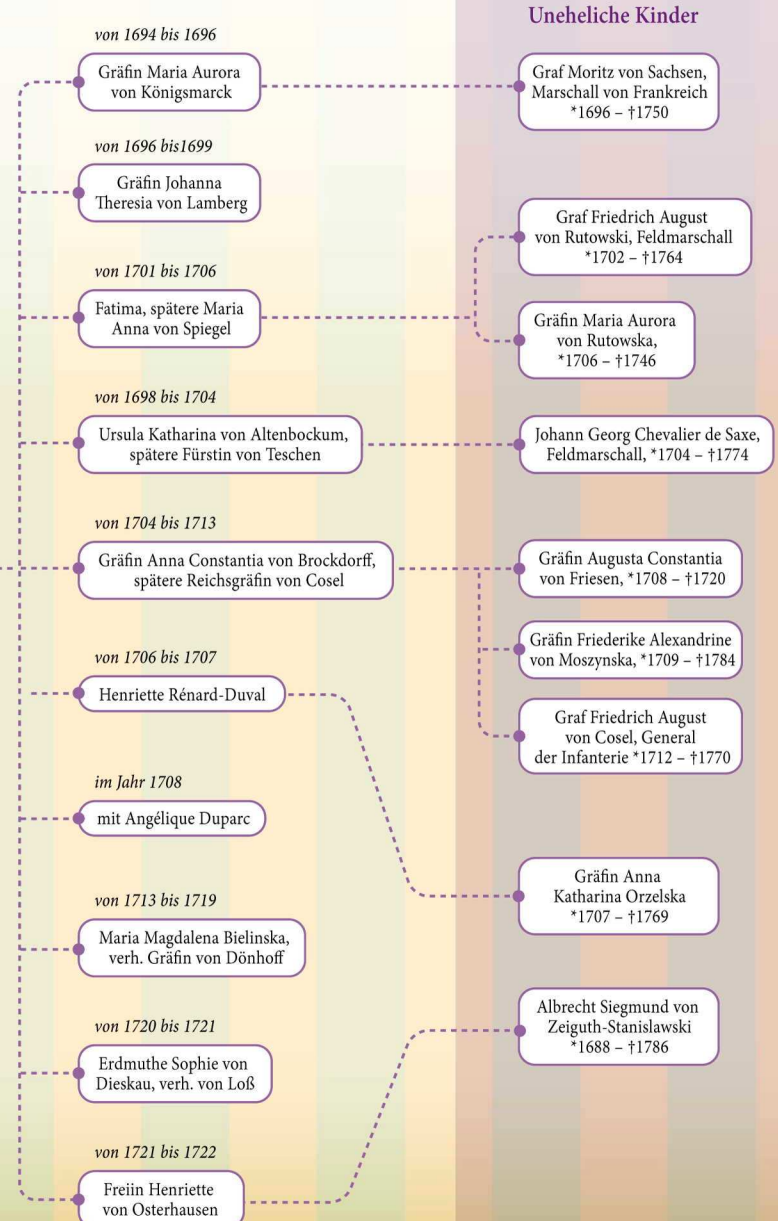 Uneheliche Kinder
von 1694 bis 1696
Gräfin Maria Aurora
von Königsmarck
Graf Moritz von Sachsen,
Marschall von Frankreich
*1696 – †1750
von 1696 bis1699
Gräfin Johanna
Theresia von Lamberg
von 1701 bis 1706
Fatima, spätere Maria
Anna von Spiegel
Graf Friedrich August
von Rutowski, Feldmarschall
*1702 – †1764
Gräfin Maria Aurora
von Rutowska,
*1706 – †1746
von 1698 bis 1704
Ursula Katharina von Altenbockum,
spätere Fürstin von Teschen
Johann Georg Chevalier de Saxe,
Feldmarschall, *1704 – †1774
von 1704 bis 1713
Gräfin Anna Constantia von Brockdorff,
spätere Reichsgräfin von Cosel
Gräfin Augusta Constantia
von Friesen, *1708 – †1720
Gräfin Friederike Alexandrine
von Moszynska, *1709 – †1784
Graf Friedrich August
von Cosel, General
der Infanterie *1712 – †1770
von 1706 bis 1707
Henriette Rénard-Duval
Gräfin Anna
Katharina Orzelska
*1707 – †1769
im Jahr 1708
mit Angélique Duparc
von 1713 bis 1719
Maria Magdalena Bielinska,
verh. Gräfin von Dönhoff
von 1720 bis 1721
Erdmuthe Sophie von
Dieskau, verh. von Loß
von 1721 bis 1722
Freiin Henriette
von Osterhausen
Albrecht Siegmund von
Zeiguth-Stanislawski
*1688 – †1786